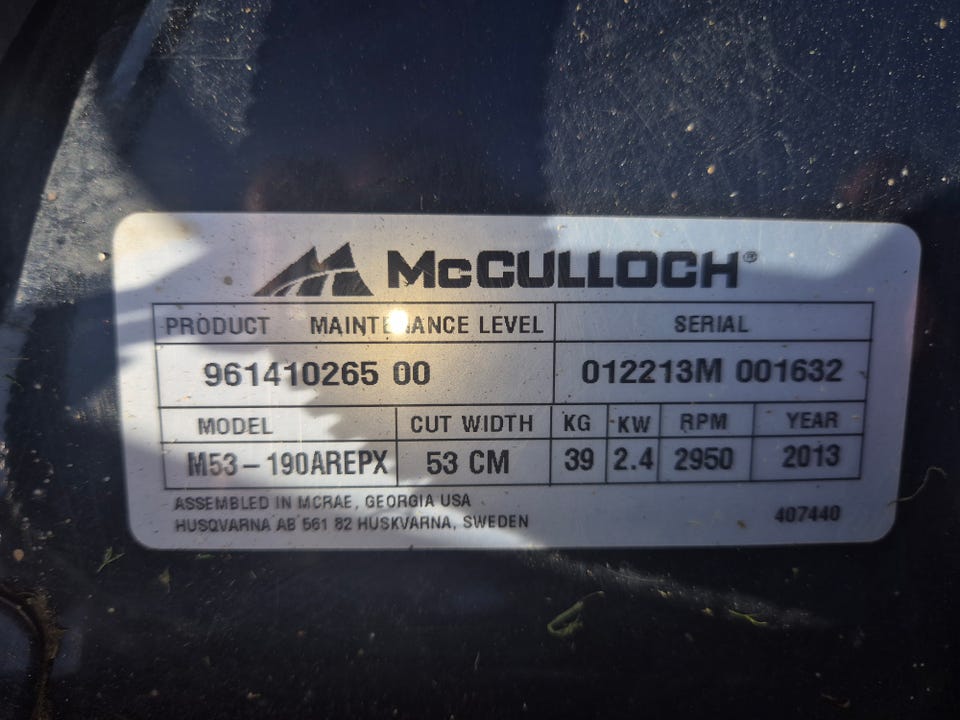 McCULLOCH®
PRODUCT MAINTENANCE LEVEL SERIAL
961410265 00 012213M 001632
MODEL CUT WIDTH KG KW RPM YEAR
M53-190AREPX 53 CM 39 2.4 2950 2013
ASSEMBLED IN MCRAE, GEORGIA USA
HUSQVARNA AB 561 82 HUSKVARNA, SWEDEN 407440